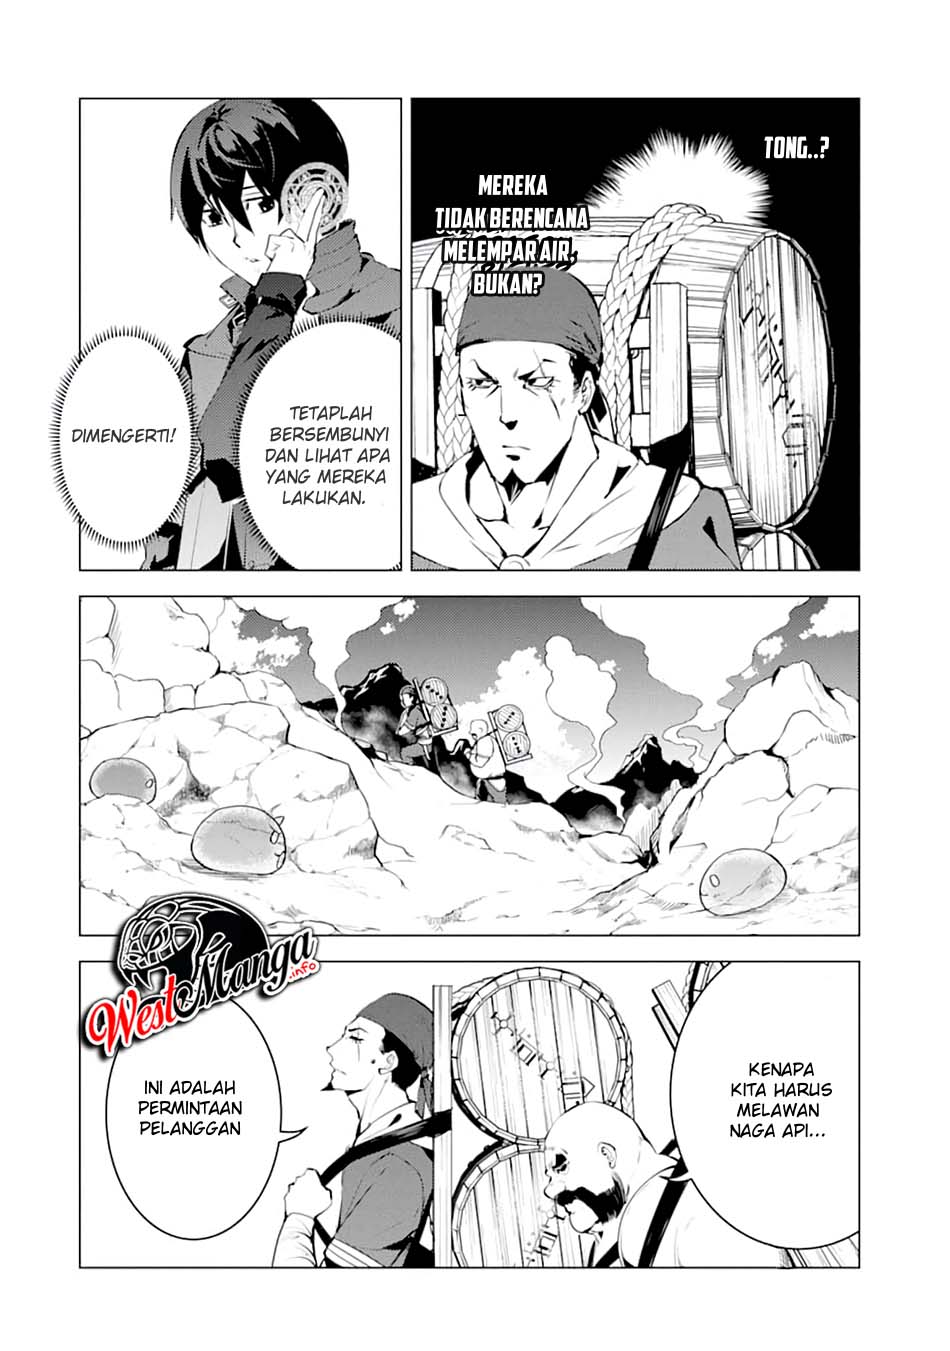 TONG..?
MEREKA
TIDAK BERENCANA
MELEMPAR AIR,
BUKAN?
TETAPLAH
BERSEMBUNYI
DAN LIHAT APA
YANG MEREKA
LAKUKAN.
DIMENGERTI!
WESTMANGA
.info
KENAPA
KITA HARUS
MELAWAN
NAGA API...
INI ADALAH
PERMINTAAN
PELANGGAN